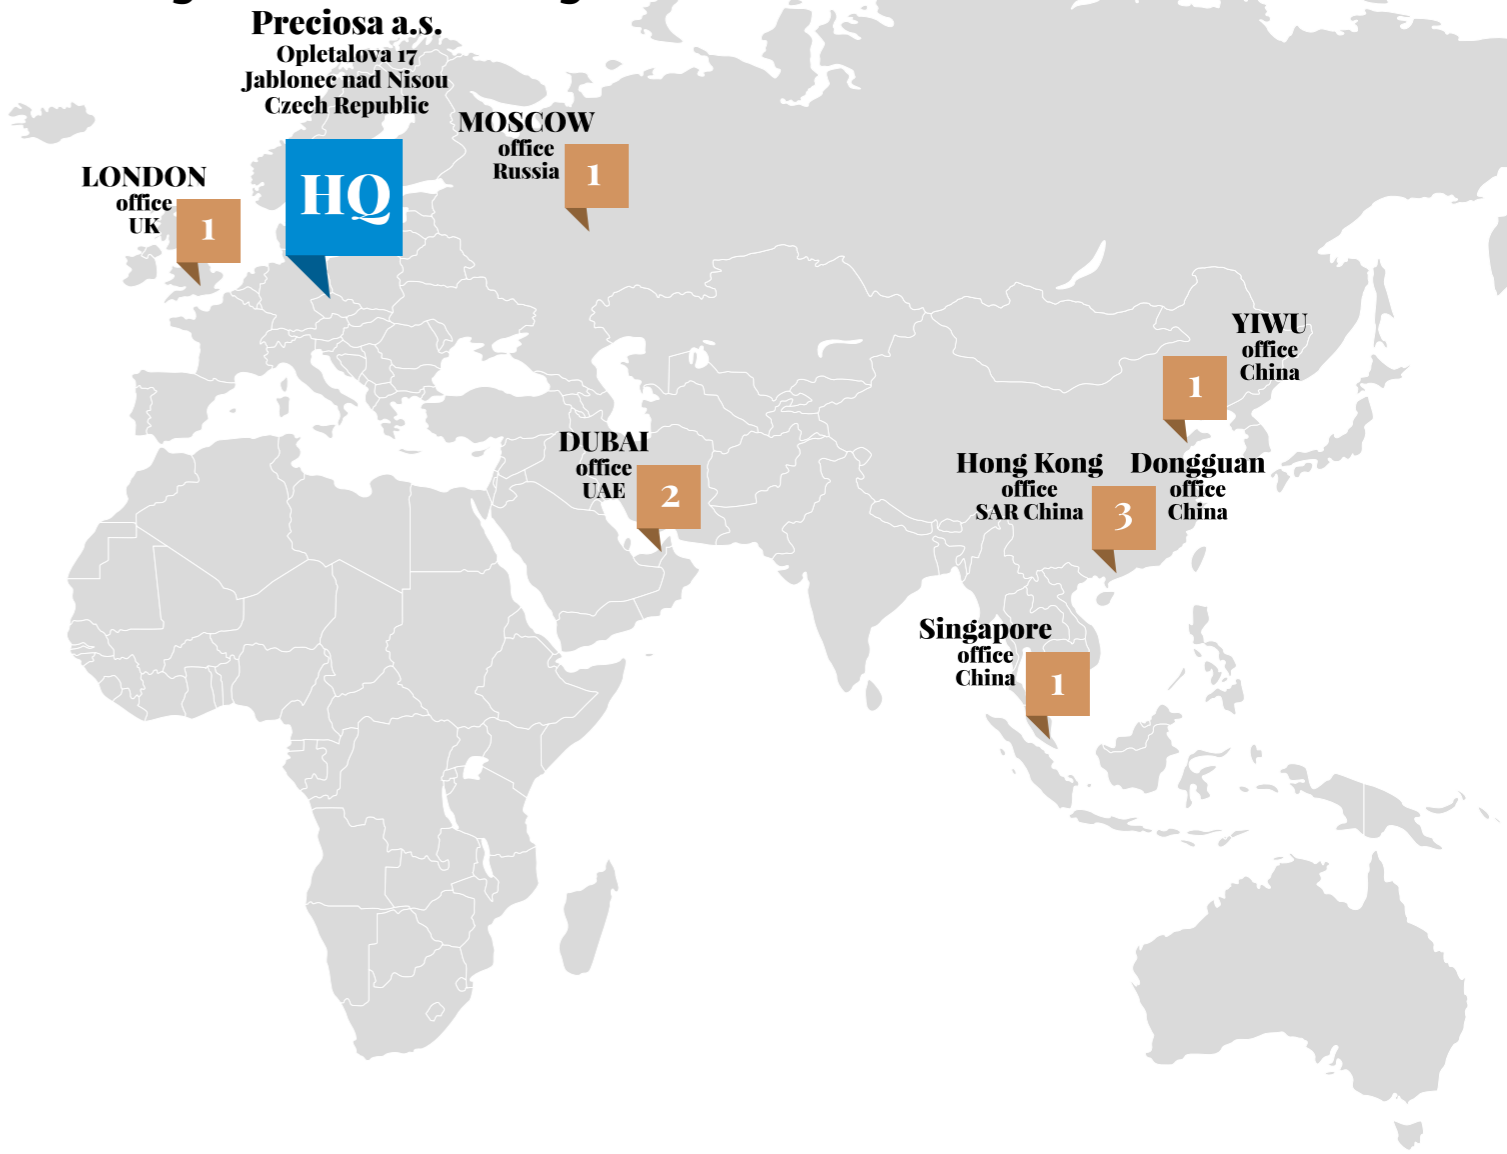 Preciosa a.s.
Opletalova 17
Jablonec nad Nisou
Czech Republic
HQ
MOSCOW
office
Russia
1
LONDON
office
UK
1
YIWU
office
China
1
DUBAI
office
UAE
2
Hong Kong
office
SAR China
3
Dongguan
office
China
Singapore
office
China
1